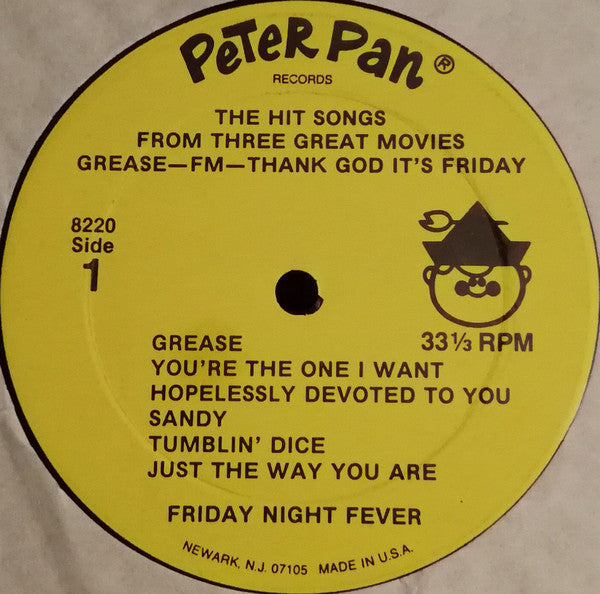 PETER PAN®
RECORDS
THE HIT SONGS
FROM THREE GREAT MOVIES
GREASE—FM—THANK GOD IT'S FRIDAY
8220
Side
1
33⅓ RPM
GREASE
YOU'RE THE ONE I WANT
HOPELESSLY DEVOTED TO YOU
SANDY
TUMBLIN' DICE
JUST THE WAY YOU ARE
FRIDAY NIGHT FEVER
NEWARK, N.J. 07105 MADE IN U.S.A.